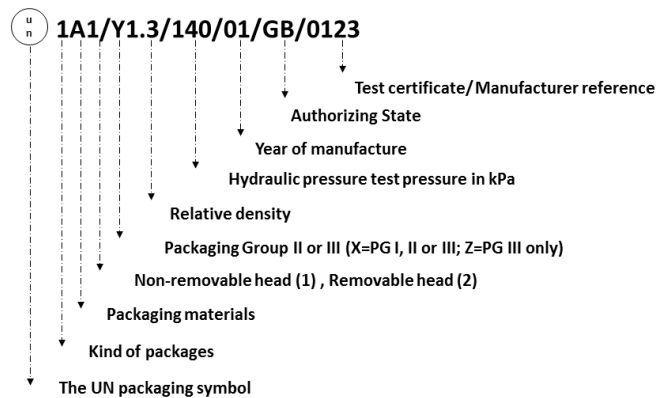 u
n
1A1/Y1.3/140/01/GB/0123
Test certificate/ Manufacturer reference
Authorizing State
Year of manufacture
Hydraulic pressure test pressure in kPa
Relative density
Packaging Group II or III (X=PG I, II or III; Z=PG III only)
Non-removable head (1) , Removable head (2)
Packaging materials
Kind of packages
The UN packaging symbol